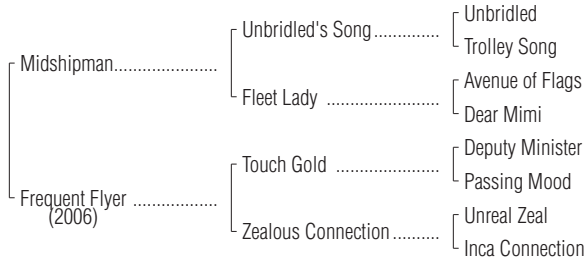 Unbridled
Unbridled's Song..............
Trolley Song
Midshipman......................
Avenue of Flags
Fleet Lady ........................
Dear Mimi
Deputy Minister
Touch Gold ......................
Passing Mood
Frequent Flyer ..................
(2006)
Unreal Zeal
Zealous Connection..........
Inca Connection